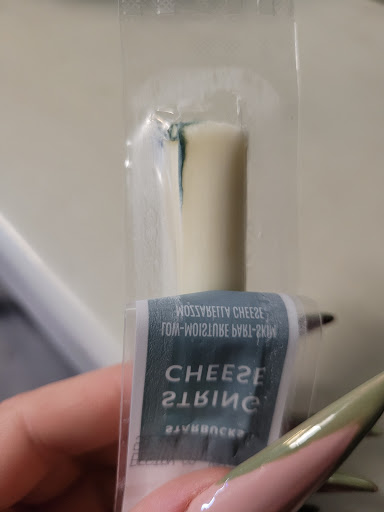 STARBUCKS
STRING
CHEESE
LOW-MOISTURE PART-SKIM
MOZZARELLA CHEESE